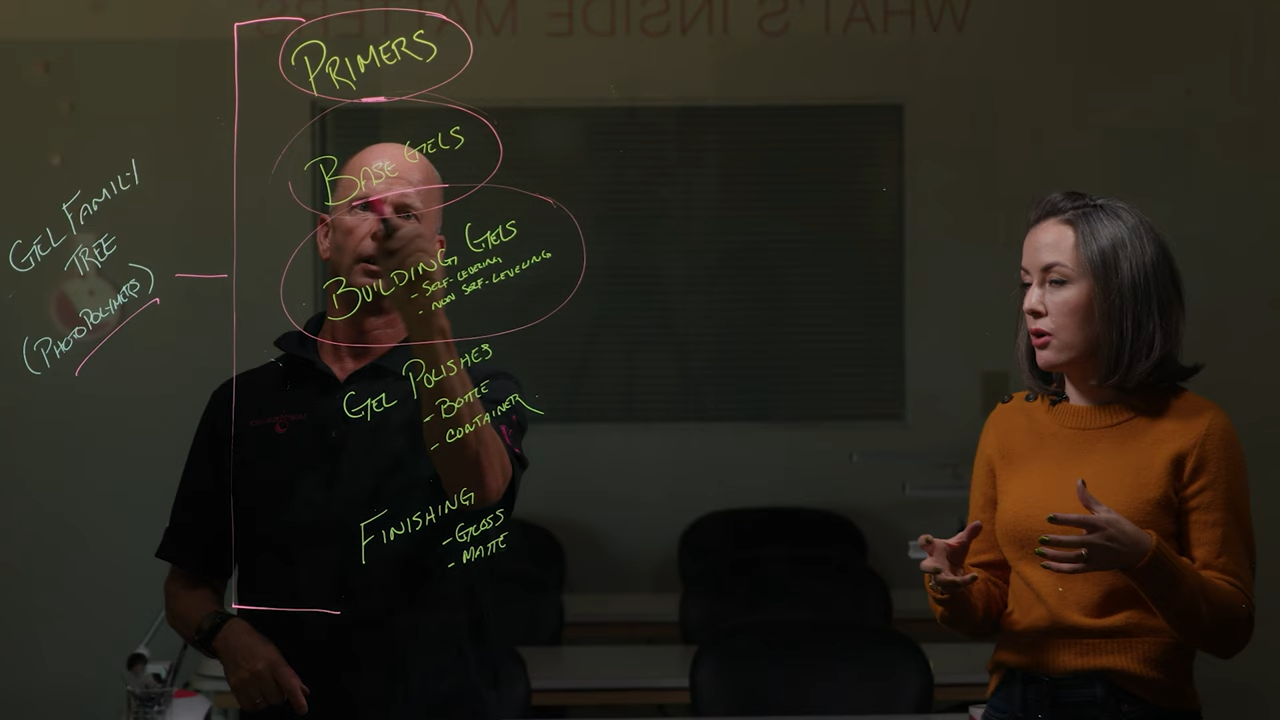 WHAT'S INSIDE MATTERS
PRIMERS
BASE GELS
GEL FAMILY
TREE
(PHOTOPOLYMERS)
BUILDING GELS
- SELF-LEVELING
- NON SELF-LEVELING
GEL POLISHES
- BOTTLE
- CONTAINER
FINISHING
- GLOSS
- MATTE